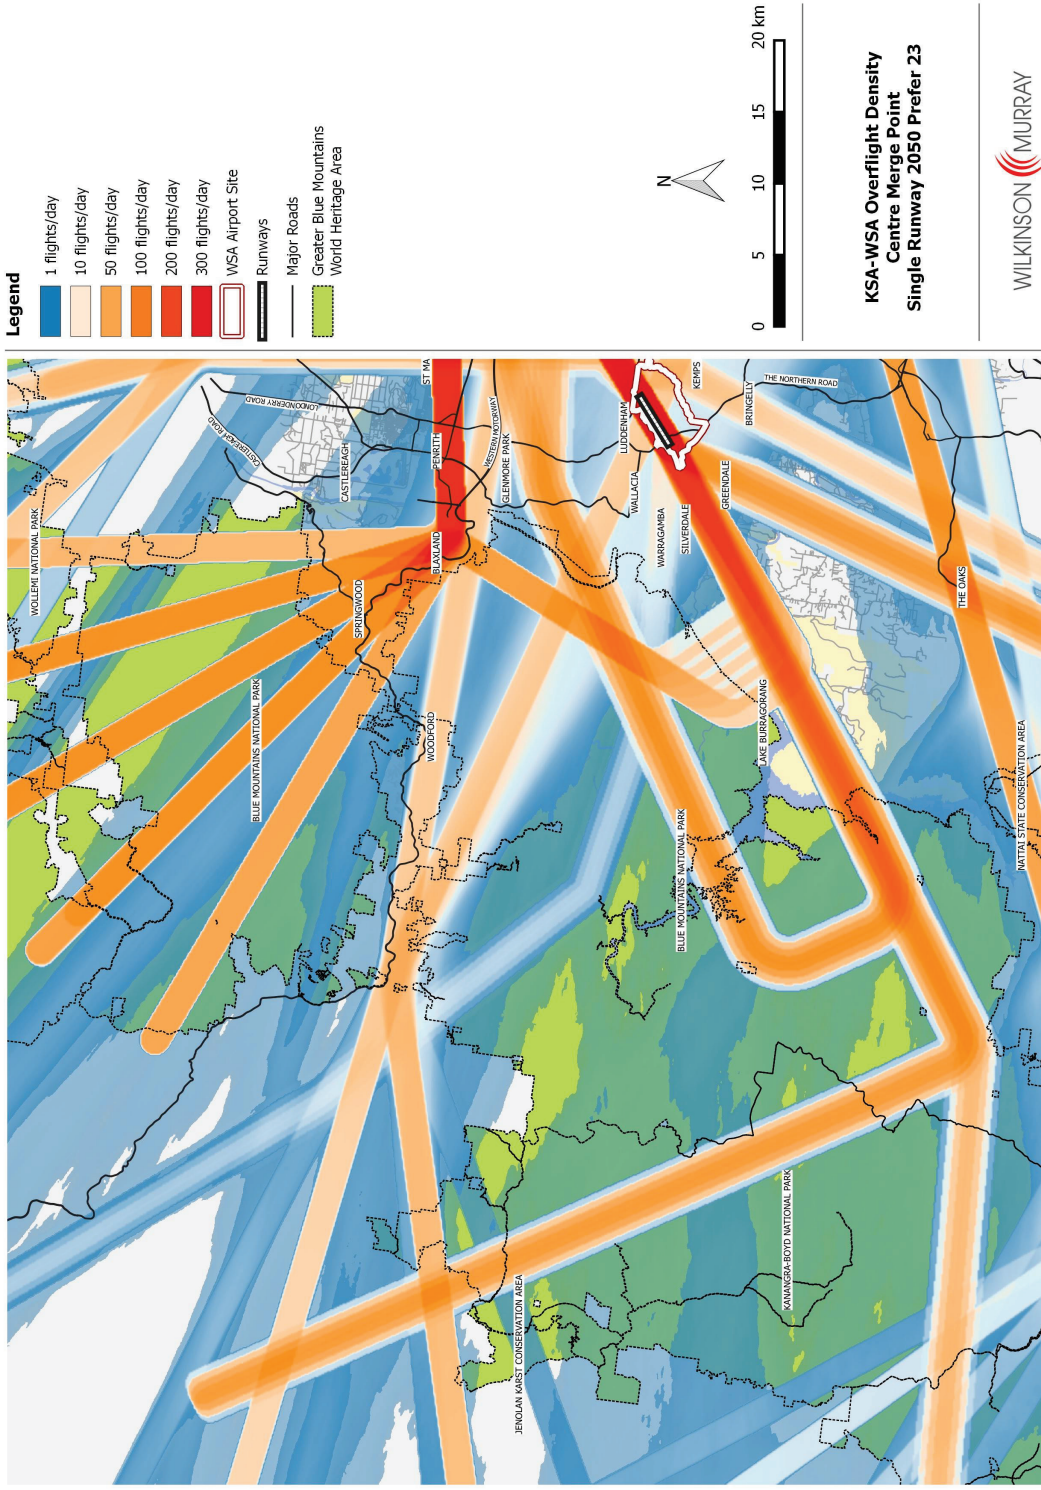 Legend
1 flights/day
10 flights/day
50 flights/day
100 flights/day
200 flights/day
300 flights/day
WSA Airport Site
Runways
Major Roads
Greater Blue Mountains
World Heritage Area
N
0 5 10 15 20 km
KSA-WSA Overflight Density
Centre Merge Point
Single Runway 2050 Prefer 23
WILKINSON MURRAY
WOLLEMI NATIONAL PARK
CASTLEREAGH ROAD
LONDONDERRY ROAD
CASTLEREAGH
ST MA
PENRITH
BLAXLAND
SPRINGWOOD
WESTERN MOTORWAY
GLENMORE PARK
BLUE MOUNTAINS NATIONAL PARK
WOODFORD
LUDDENHAM
WALLACIA
WARRAGAMBA
SILVERDALE
KEMPS
GREENDALE
BRINGELLY
THE NORTHERN ROAD
LAKE BURRAGORANG
BLUE MOUNTAINS NATIONAL PARK
THE OAKS
NATTAI STATE CONSERVATION AREA
JENOLAN KARST CONSERVATION AREA
KANANGRA-BOYD NATIONAL PARK